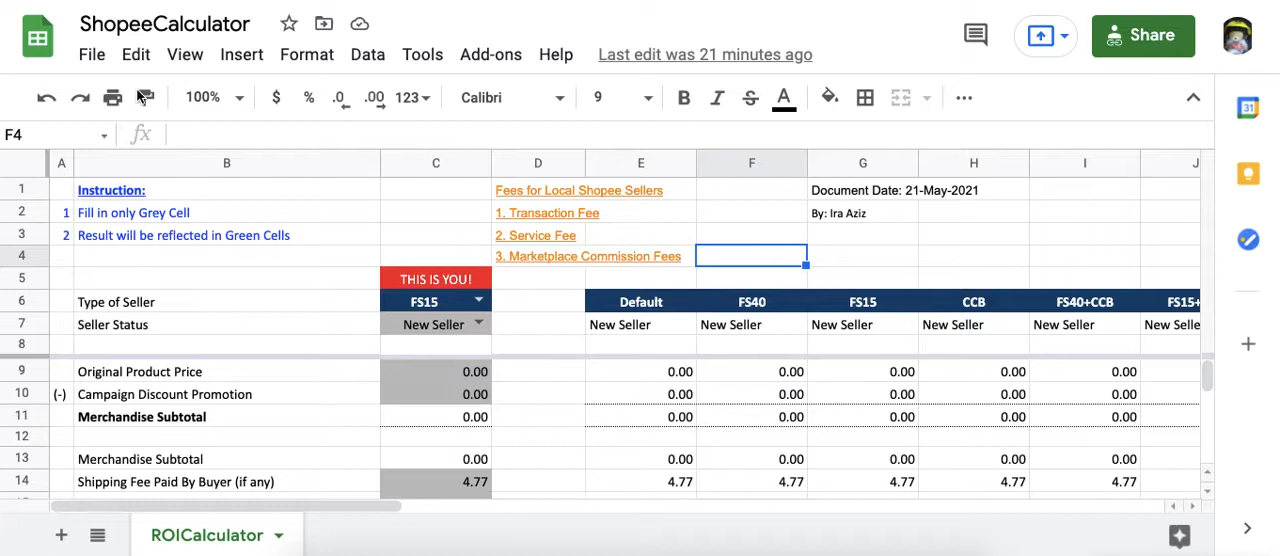 ShopeeCalculator
File Edit View Insert Format Data Tools Add-ons Help Last edit was 21 minutes ago
Share
100% $ % .0 .00 123 Calibri 9 B I S A
31
F4 fx
A B C D E F G H I J
1 Instruction: Fees for Local Shopee Sellers Document Date: 21-May-2021
2 1 Fill in only Grey Cell 1. Transaction Fee By: Ira Aziz
3 2 Result will be reflected in Green Cells 2. Service Fee
4 3. Marketplace Commission Fees
5 THIS IS YOU!
6 Type of Seller FS15 Default FS40 FS15 CCB FS40+CCB FS15+
7 Seller Status New Seller New Seller New Seller New Seller New Seller New Seller New Selle
8
9 Original Product Price 0.00 0.00 0.00 0.00 0.00 0.00
10 (-) Campaign Discount Promotion 0.00 0.00 0.00 0.00 0.00 0.00
11 Merchandise Subtotal 0.00 0.00 0.00 0.00 0.00 0.00
12
13 Merchandise Subtotal 0.00 0.00 0.00 0.00 0.00 0.00
14 Shipping Fee Paid By Buyer (if any) 4.77 4.77 4.77 4.77 4.77 4.77
ROICalculator